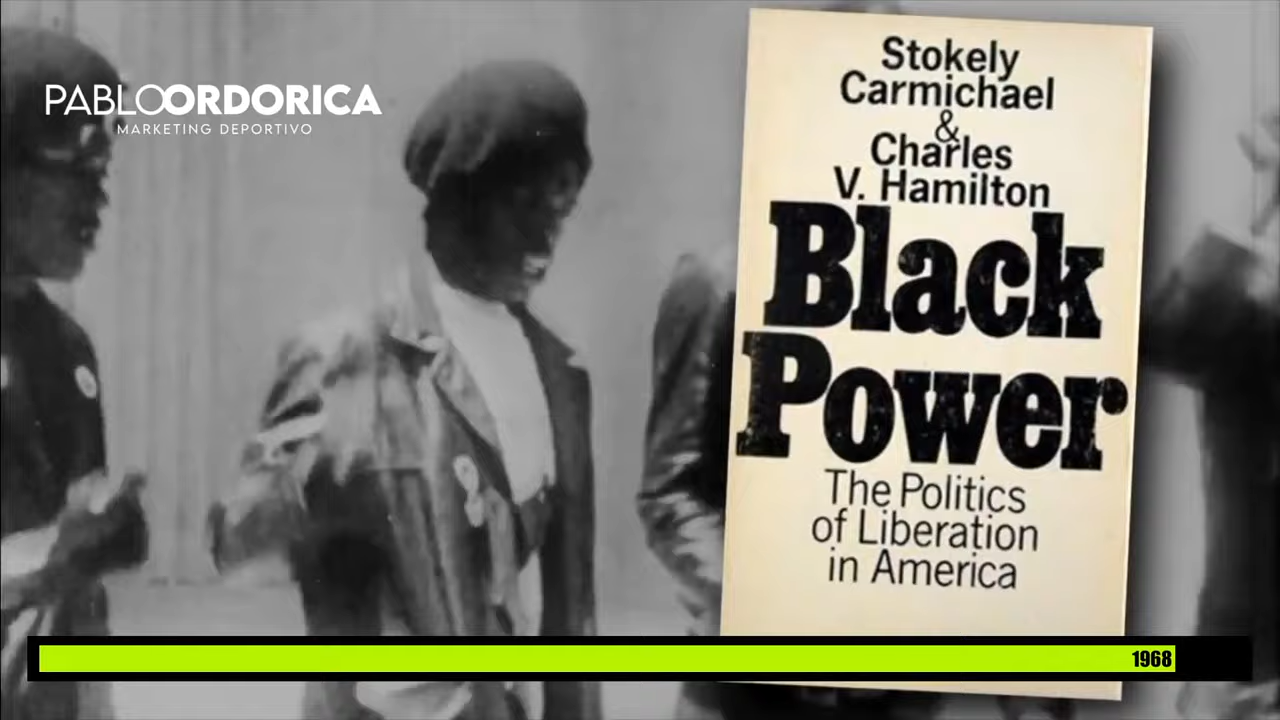 PABLOORDORICA
MARKETING DEPORTIVO
Stokely
Carmichael
&
Charles
V. Hamilton
Black
Power
The Politics
of Liberation
in America
1968